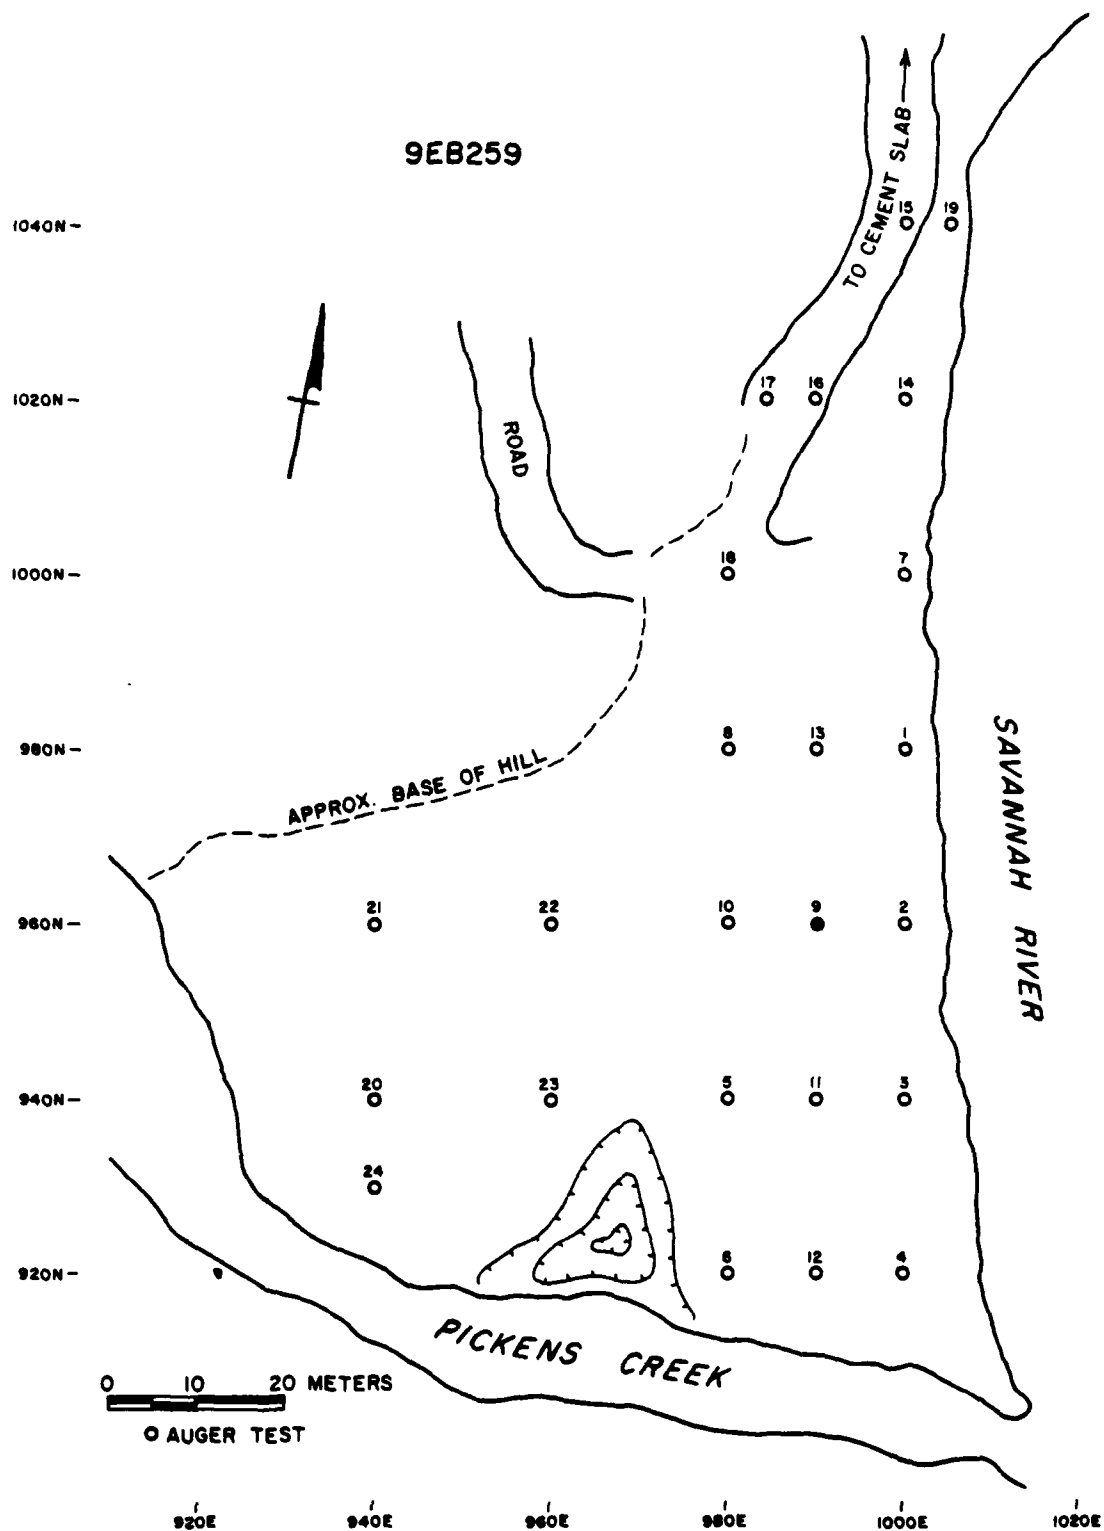 9EB259
TO CEMENT SLAB
1040N
15
19
1020N
17
16
14
ROAD
1000N
18
7
980N
8
13
1
APPROX. BASE OF HILL
SAVANNAH RIVER
960N
21
22
10
9
2
940N
20
23
5
11
3
24
920N
6
12
4
PICKENS CREEK
0 10 20 METERS
AUGER TEST
920E 940E 960E 980E 1000E 1020E